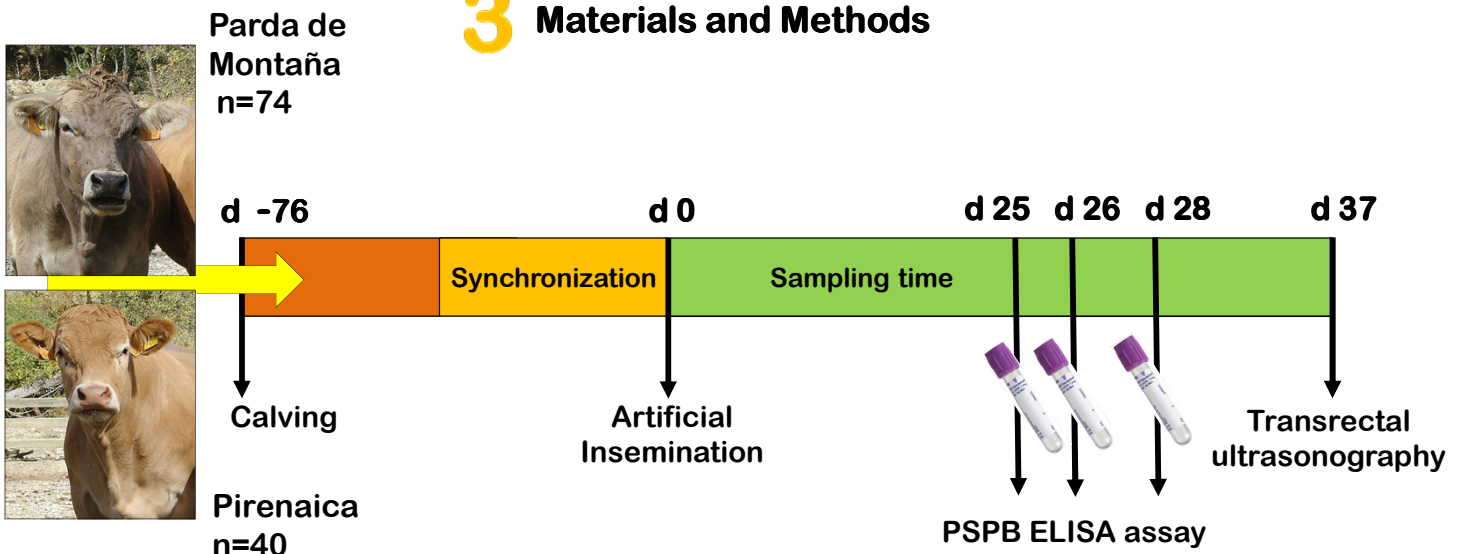 3 Materials and Methods
Parda de
Montaña
n=74
d -76
d 0
d 25
d 26
d 28
d 37
Synchronization
Sampling time
Calving
Artificial
Insemination
Transrectal
ultrasonography
Pirenaica
n=40
PSPB ELISA assay